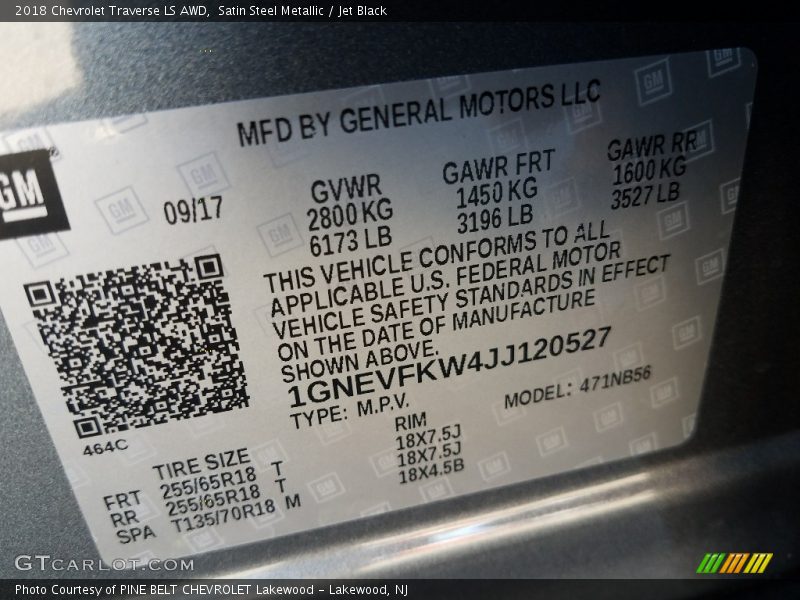 2018 Chevrolet Traverse LS AWD,  Satin Steel Metallic / Jet Black
MFD BY GENERAL MOTORS LLC
GM
09/17
GVWR
2800 KG
6173 LB
GAWR FRT
1450 KG
3196 LB
GAWR RR
1600 KG
3527 LB
THIS VEHICLE CONFORMS TO ALL
APPLICABLE U.S. FEDERAL MOTOR
VEHICLE SAFETY STANDARDS IN EFFECT
ON THE DATE OF MANUFACTURE
SHOWN ABOVE.
1GNEVFKW4JJ120527
TYPE: M.P.V.
MODEL: 471NB56
464C
TIRE SIZE
RIM
FRT 255/65R18 T 18X7.5J
RR 255/65R18 T 18X7.5J
SPA T135/70R18 M 18X4.5B
GTCARLOT.COM
Photo Courtesy of PINE BELT CHEVROLET Lakewood - Lakewood, NJ